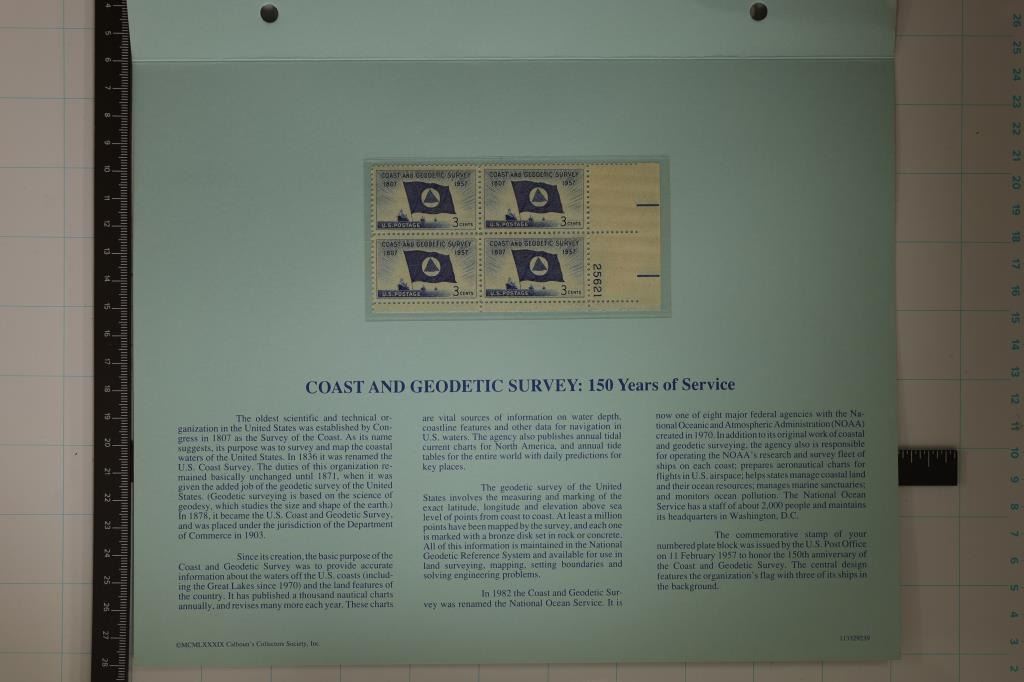 COAST AND GEODETIC SURVEY
1807 1957
U.S. POSTAGE 3 CENTS
COAST AND GEODETIC SURVEY
1807 1957
U.S. POSTAGE 3 CENTS
COAST AND GEODETIC SURVEY
1807 1957
U.S. POSTAGE 3 CENTS
COAST AND GEODETIC SURVEY
1807 1957
U.S. POSTAGE 3 CENTS
25621
COAST AND GEODETIC SURVEY: 150 Years of Service
The oldest scientific and technical or-
ganization in the United States was established by Con-
gress in 1807 as the Survey of the Coast. As its name
suggests, its purpose was to survey and map the coastal
waters of the United States. In 1836 it was renamed the
U.S. Coast Survey. The duties of this organization re-
mained basically unchanged until 1871, when it was
given the added job of the geodetic survey of the United
States. (Geodetic surveying is based on the science of
geodesy, which studies the size and shape of the earth.)
In 1878, it became the U.S. Coast and Geodetic Survey,
and was placed under the jurisdiction of the Department
of Commerce in 1903.
Since its creation, the basic purpose of the
Coast and Geodetic Survey was to provide accurate
information about the waters off the U.S. coasts (includ-
ing the Great Lakes since 1970) and the land features of
the country. It has published a thousand nautical charts
annually, and revises many more each year. These charts
are vital sources of information on water depth,
coastline features and other data for navigation in
U.S. waters. The agency also publishes annual tidal
current charts for North America, and annual tide
tables for the entire world with daily predictions for
key places.
The geodetic survey of the United
States involves the measuring and marking of the
exact latitude, longitude and elevation above sea
level of points from coast to coast. At least a million
points have been mapped by the survey, and each one
is marked with a bronze disk set in rock or concrete.
All of this information is maintained in the National
Geodetic Reference System and available for use in
land surveying, mapping, setting boundaries and
solving engineering problems.
In 1982 the Coast and Geodetic Sur-
vey was renamed the National Ocean Service. It is
now one of eight major federal agencies with the Na-
tional Oceanic and Atmospheric Administration (NOAA)
created in 1970. In addition to its original work of coastal
and geodetic surveying, the agency also is responsible
for operating the NOAA's research and survey fleet of
ships on each coast; prepares aeronautical charts for
flights in U.S. airspace; helps states manage coastal land
and their ocean resources; manages marine sanctuaries;
and monitors ocean pollution. The National Ocean
Service has a staff of about 2,000 people and maintains
its headquarters in Washington, D.C.
The commemorative stamp of your
numbered plate block was issued by the U.S. Post Office
on 11 February 1957 to honor the 150th anniversary of
the Coast and Geodetic Survey. The central design
features the organization's flag with three of its ships in
the background.
©MCMLXXXIX Calhoun's Collectors Society, Inc.